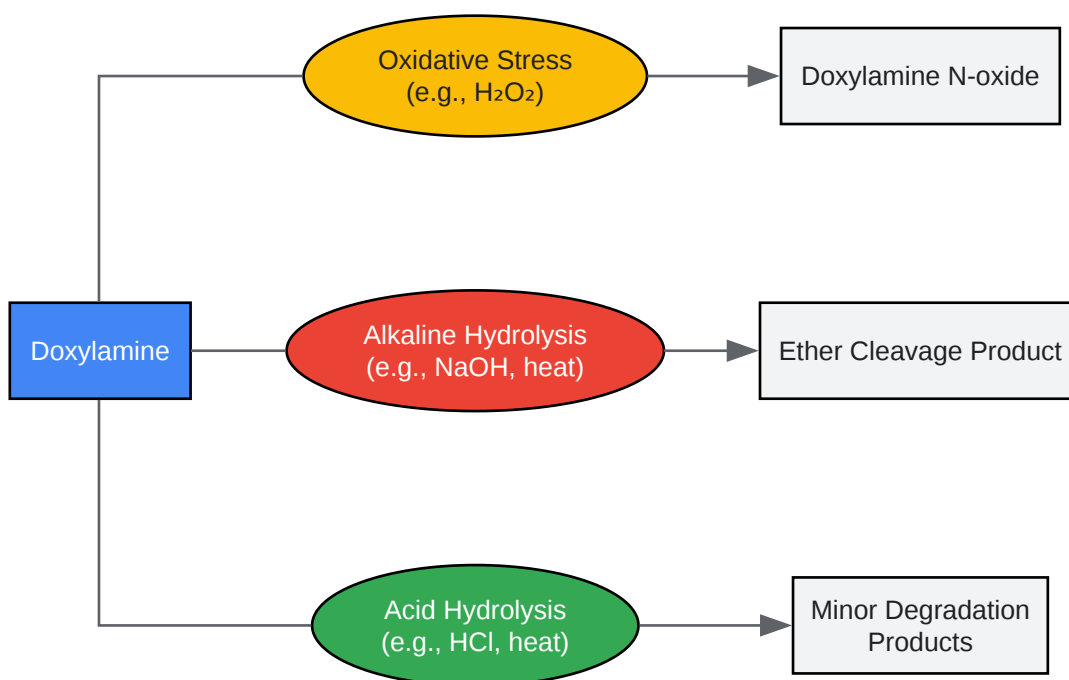 Oxidative Stress
(e.g., H₂O₂)
Doxylamine N-oxide
Doxylamine
Alkaline Hydrolysis
(e.g., NaOH, heat)
Ether Cleavage Product
Acid Hydrolysis
(e.g., HCl, heat)
Minor Degradation
Products